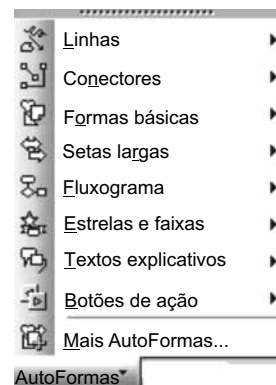 Linhas
Conectores
Formas básicas
Setas largas
Fluxograma
Estrelas e faixas
Textos explicativos
Botões de ação
Mais AutoFormas...
AutoFormas